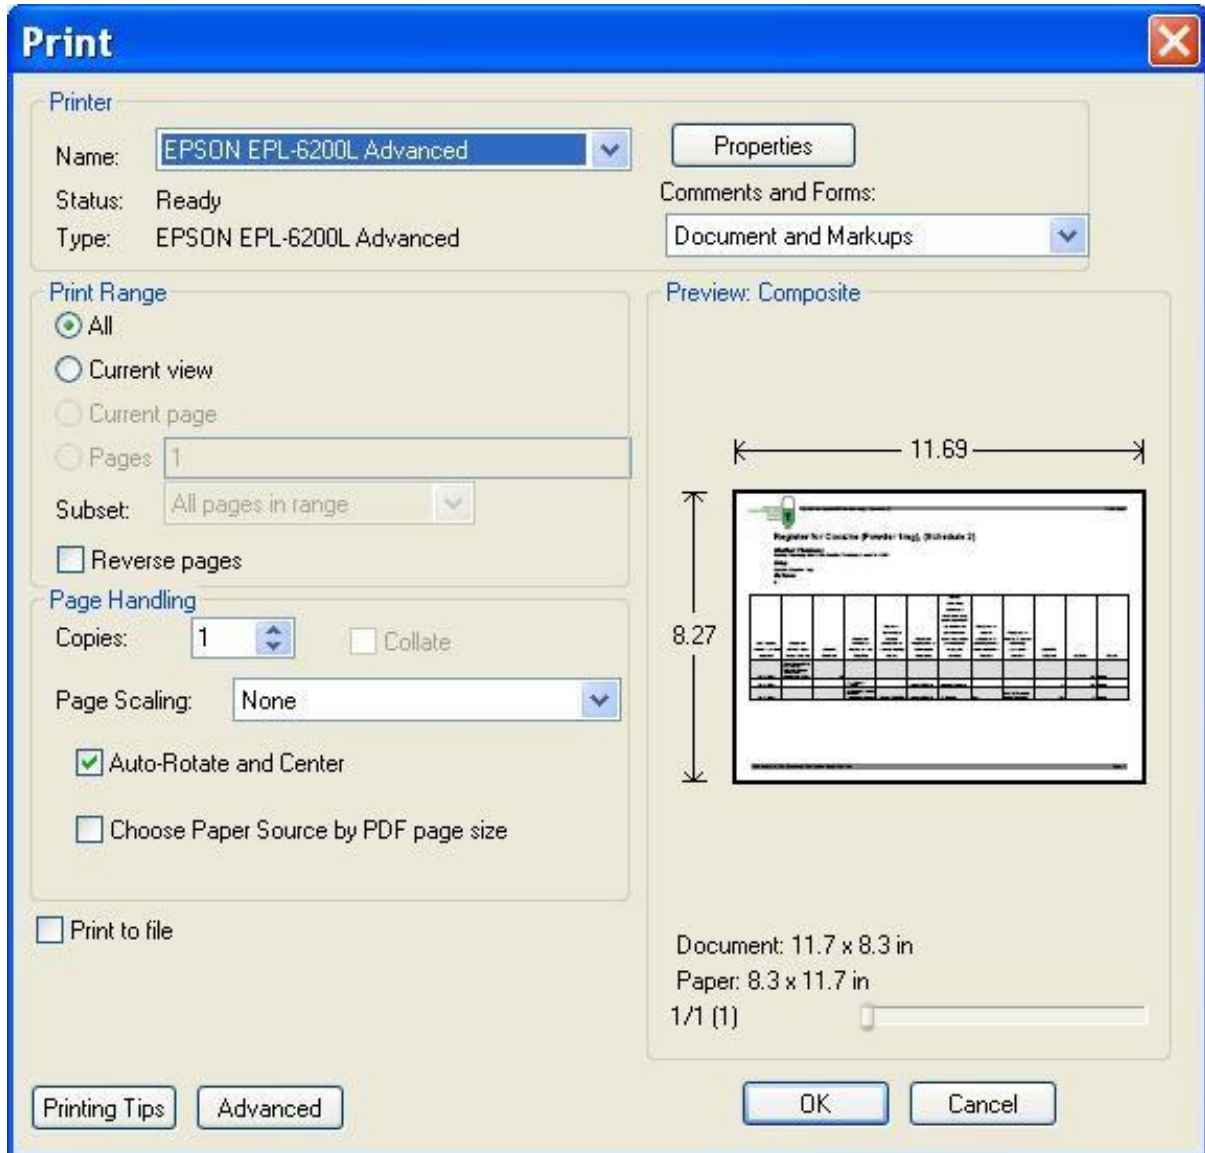 Print
Printer
Name: EPSON EPL-6200L Advanced Properties
Status: Ready Comments and Forms:
Type: EPSON EPL-6200L Advanced Document and Markups
Print Range Preview: Composite
All
Current view
Current page
Pages 1
Subset: All pages in range
Reverse pages
11.69
8.27
Register for Cocaine (Powder 1mg), (Schedule 2)
Page Handling
Copies: 1 Collate
Page Scaling: None
Auto-Rotate and Center
Choose Paper Source by PDF page size
Print to file
Document: 11.7 x 8.3 in
Paper: 8.3 x 11.7 in
1/1 (1)
Printing Tips Advanced OK Cancel